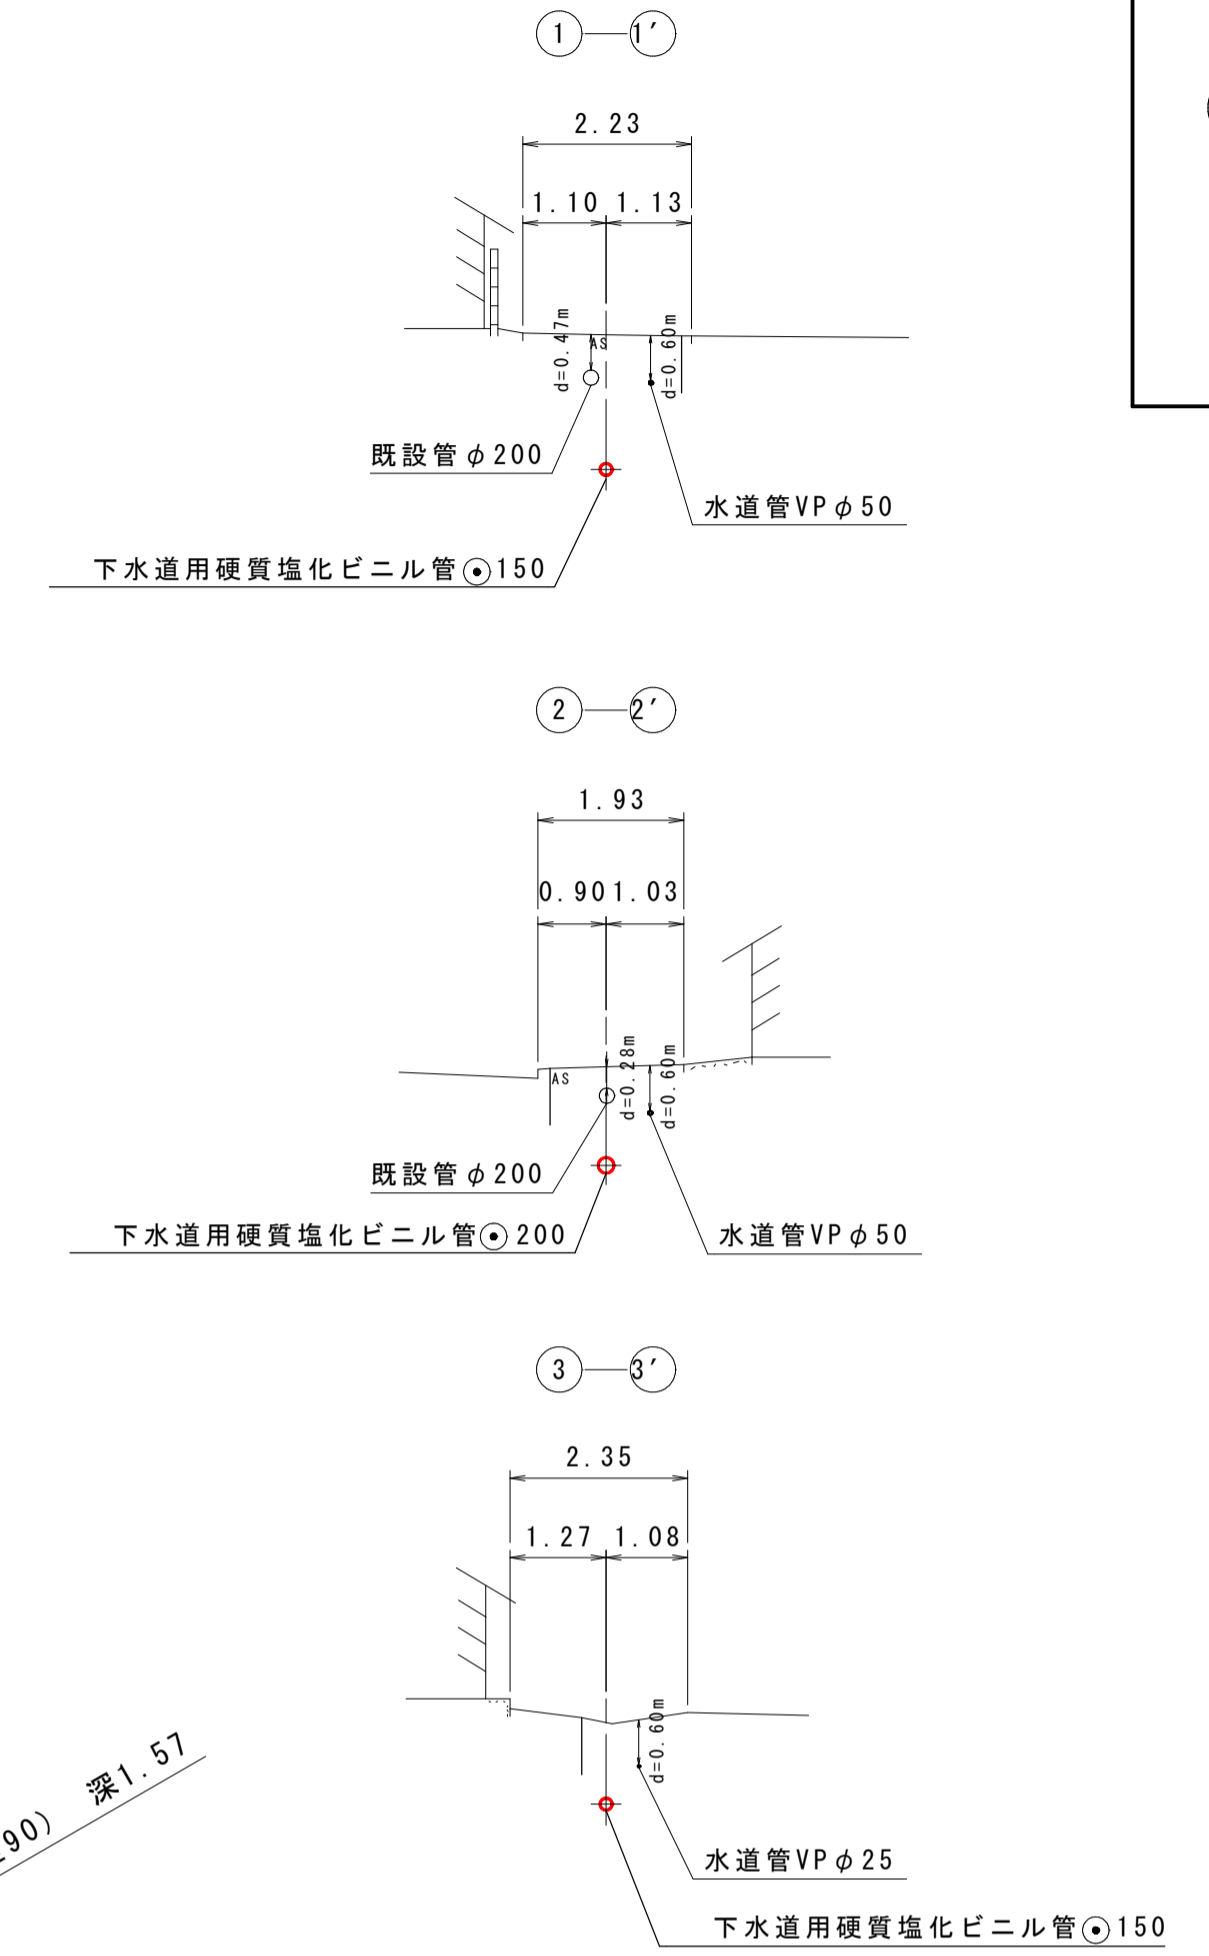 1 1′
2.23
1.10 1.13
d=0.47m
AS
d=0.60m
既設管φ200
水道管VPφ50
下水道用硬質塩化ビニル管⊙150
2 2′
1.93
0.90 1.03
d=0.28m
d=0.60m
AS
既設管φ200
下水道用硬質塩化ビニル管⊙200
水道管VPφ50
3 3′
2.35
1.27 1.08
d=0.60m
90) 深1.57
水道管VPφ25
下水道用硬質塩化ビニル管⊙150